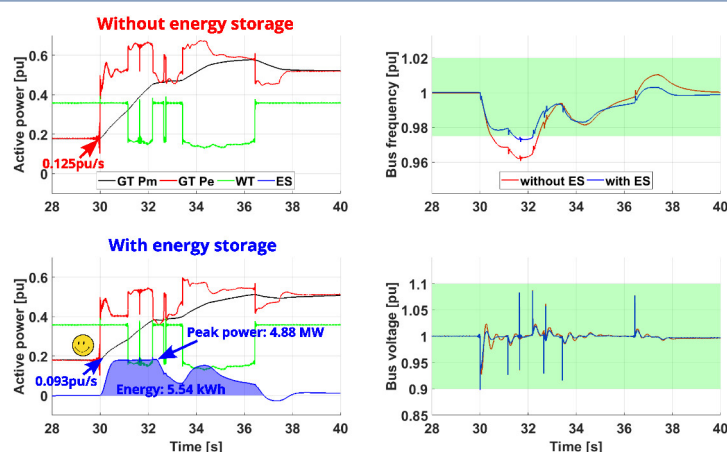 Without energy storage
Active power [pu]
0.6
0.4
0.2
0
0.125pu/s
GT Pm GT Pe WT ES
28 30 32 34 36 38 40
Bus frequency [pu]
1.02
1
0.98
0.96
without ES with ES
28 30 32 34 36 38 40
With energy storage
Active power [pu]
0.6
0.4
0.2
0
Peak power: 4.88 MW
0.093pu/s
Energy: 5.54 kWh
28 30 32 34 36 38 40
Time [s]
Bus voltage [pu]
1.1
1.05
1
0.95
0.9
0.85
28 30 32 34 36 38 40
Time [s]